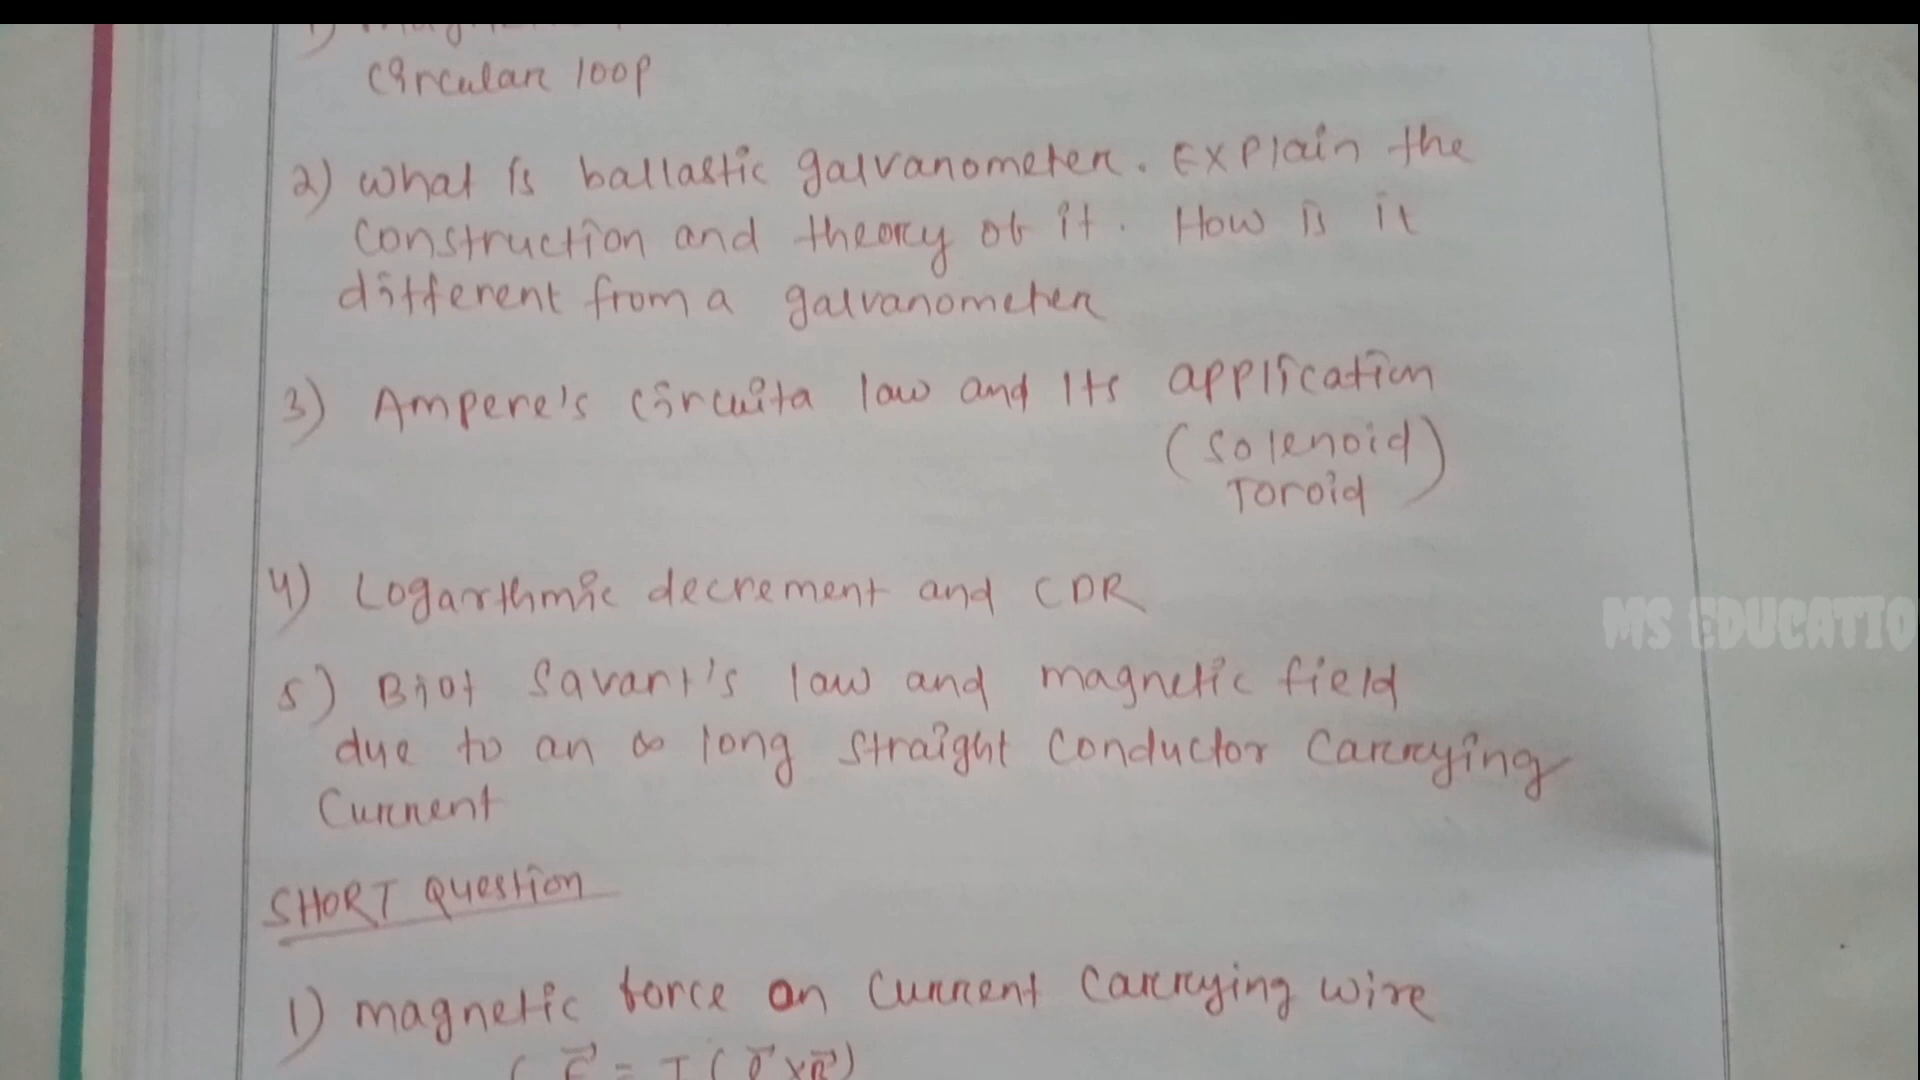 circular loop
2) what is ballastic galvanometer. Explain the
construction and theory of it. How is it
different from a galvanometer
3) Ampere's circuita law and Its application
(Solenoid)
Toroid
4) Logarthmic decrement and CDR
5) Biot Savart's law and magnetic field
due to an ∞ long straight conductor carrying
current
SHORT Question
1) magnetic force on current carrying wire
MS EDUCATIO